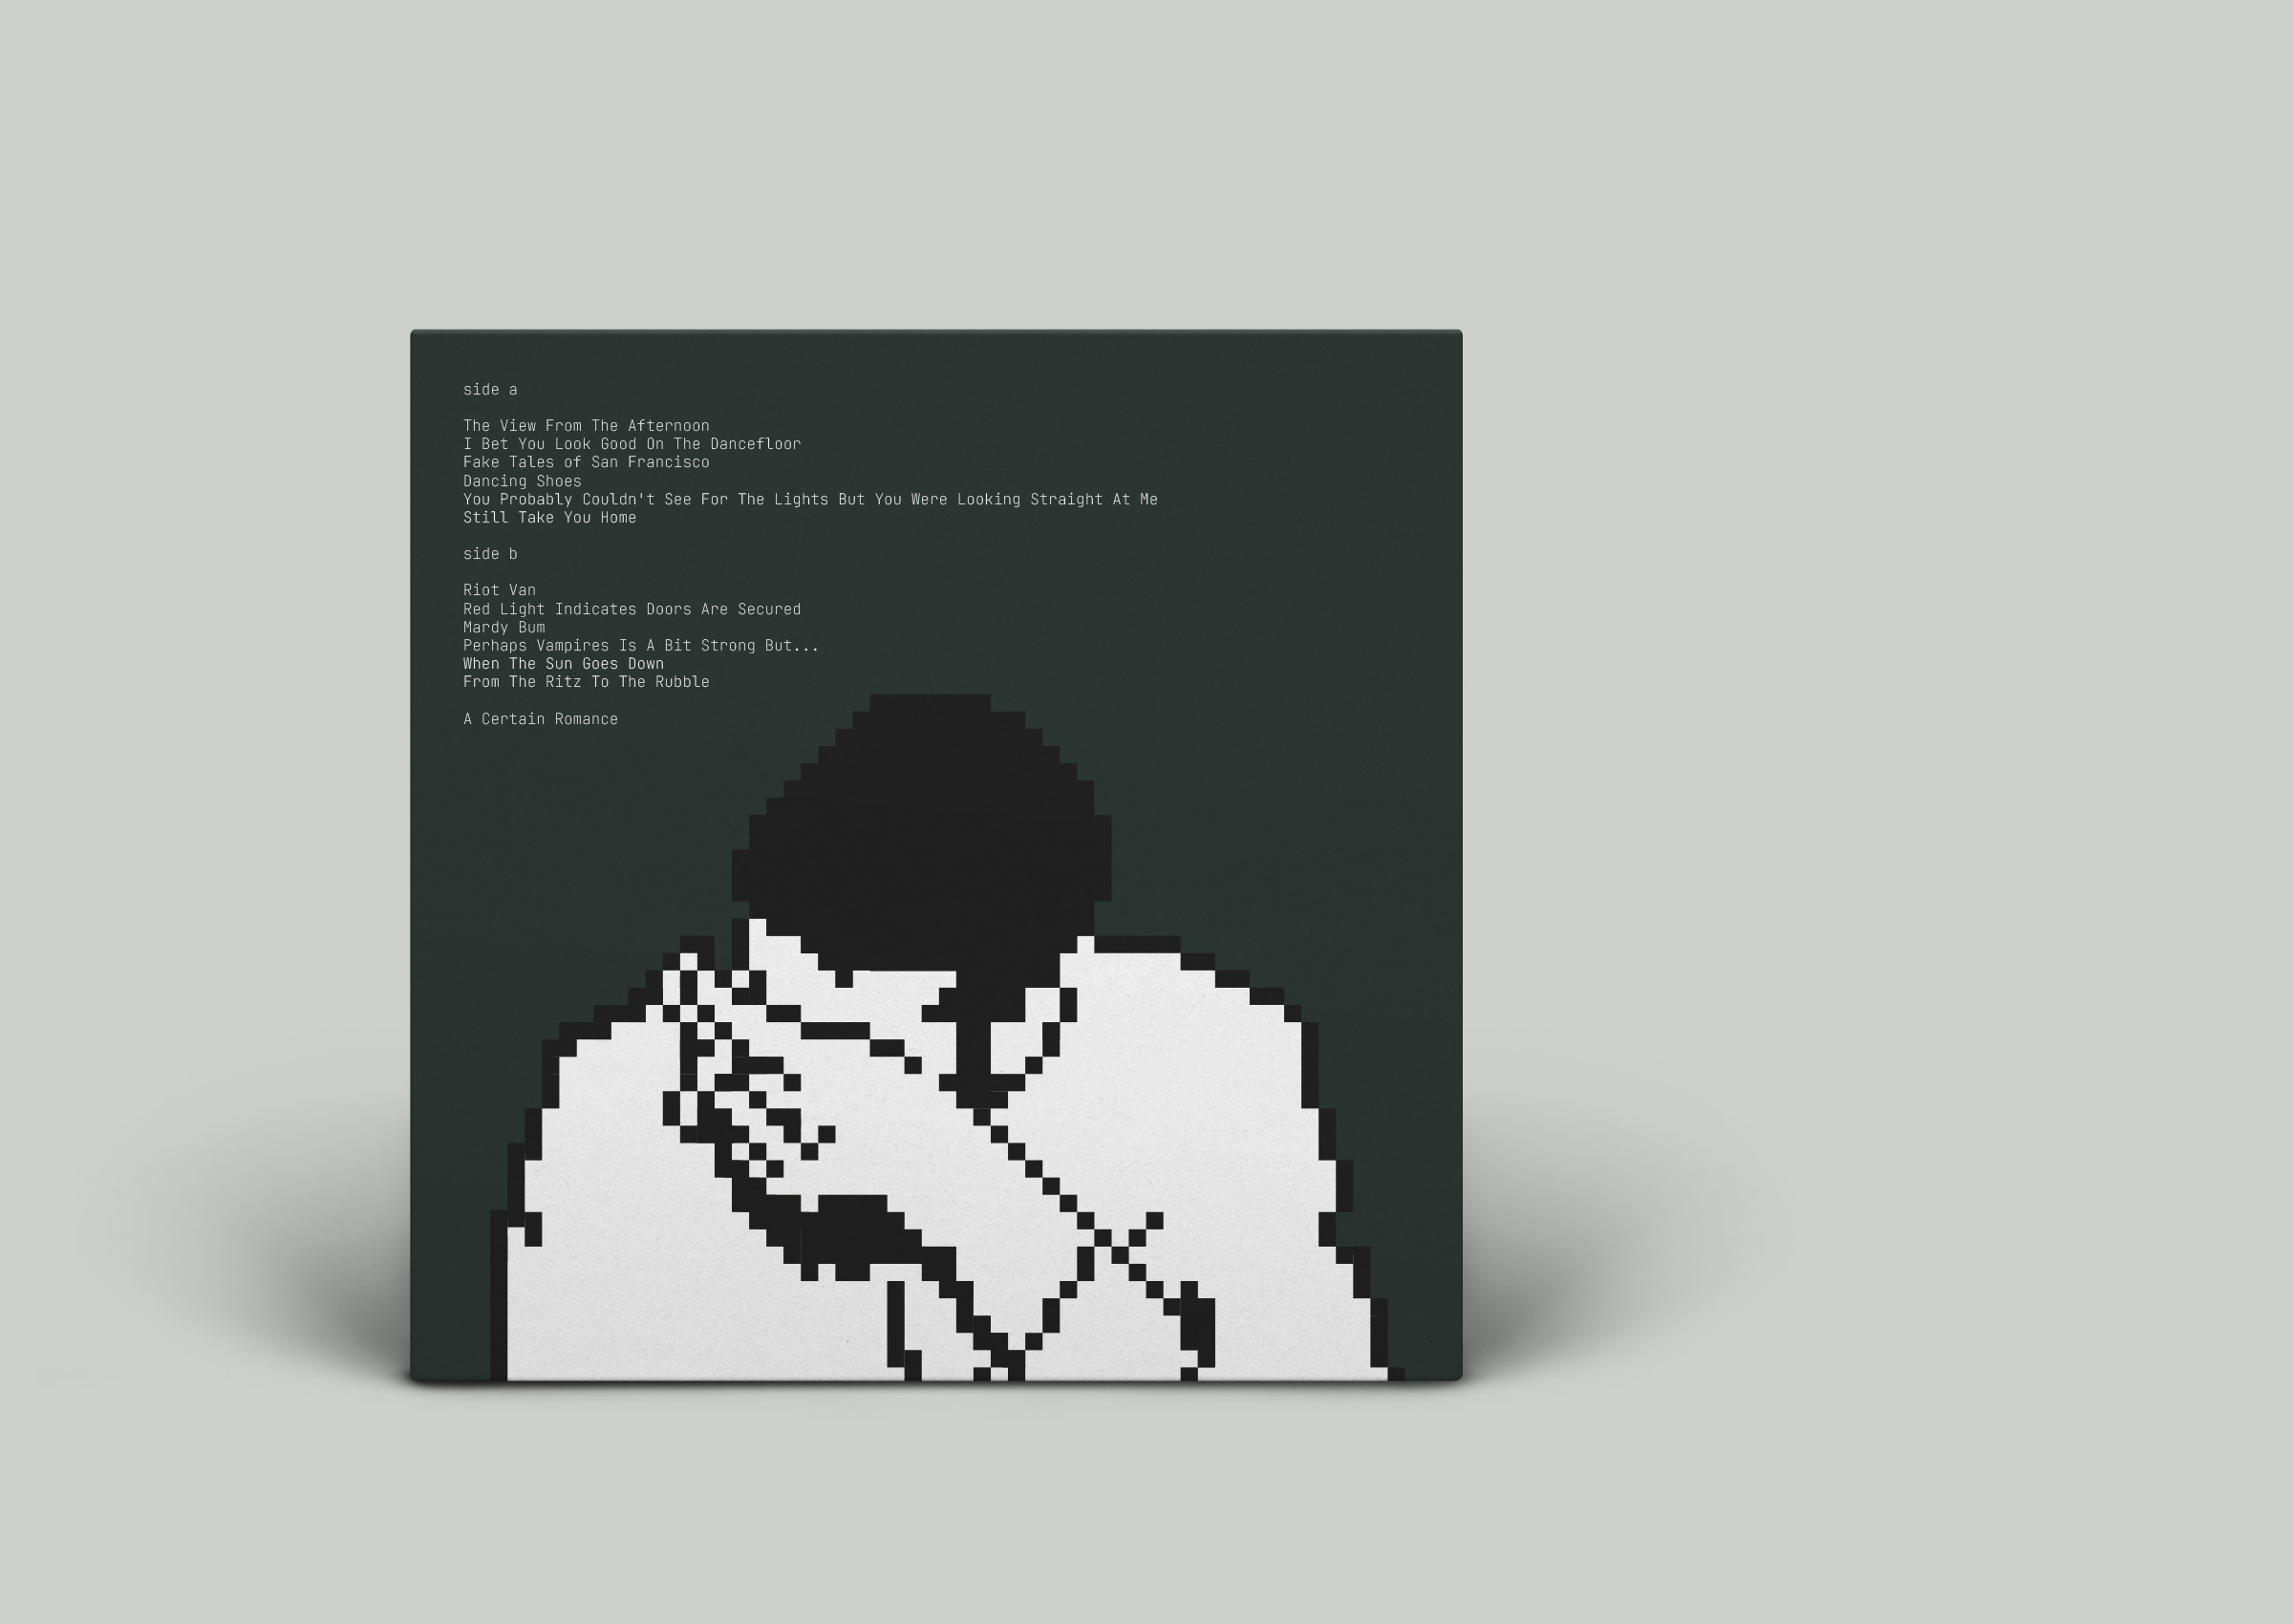 side a
The View From The Afternoon
I Bet You Look Good On The Dancefloor
Fake Tales of San Francisco
Dancing Shoes
You Probably Couldn't See For The Lights But You Were Looking Straight At Me
Still Take You Home
side b
Riot Van
Red Light Indicates Doors Are Secured
Mardy Bum
Perhaps Vampires Is A Bit Strong But...
When The Sun Goes Down
From The Ritz To The Rubble
A Certain Romance